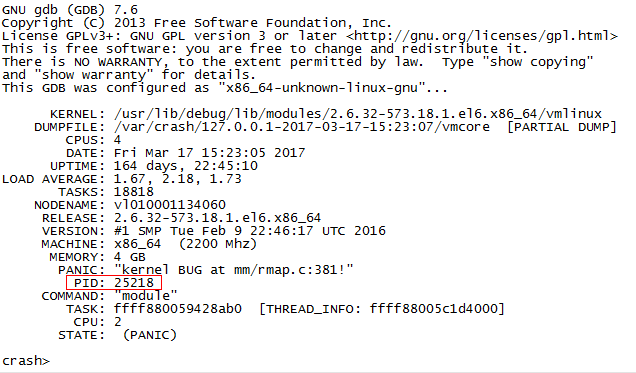 GNU gdb (GDB) 7.6
Copyright (C) 2013 Free Software Foundation, Inc.
License GPLv3+: GNU GPL version 3 or later <http://gnu.org/licenses/gpl.html>
This is free software: you are free to change and redistribute it.
There is NO WARRANTY, to the extent permitted by law.  Type "show copying"
and "show warranty" for details.
This GDB was configured as "x86_64-unknown-linux-gnu"...
KERNEL: /usr/lib/debug/lib/modules/2.6.32-573.18.1.el6.x86_64/vmlinux
DUMPFILE: /var/crash/127.0.0.1-2017-03-17-15:23:07/vmcore  [PARTIAL DUMP]
CPUS: 4
DATE: Fri Mar 17 15:23:05 2017
UPTIME: 164 days, 22:45:10
LOAD AVERAGE: 1.67, 2.18, 1.73
TASKS: 18818
NODENAME: vl010001134060
RELEASE: 2.6.32-573.18.1.el6.x86_64
VERSION: #1 SMP Tue Feb 9 22:46:17 UTC 2016
MACHINE: x86_64  (2200 Mhz)
MEMORY: 4 GB
PANIC: "kernel BUG at mm/rmap.c:381!"
PID: 25218
COMMAND: "module"
TASK: ffff880059428ab0  [THREAD_INFO: ffff88005c1d4000]
CPU: 2
STATE:  (PANIC)
crash>